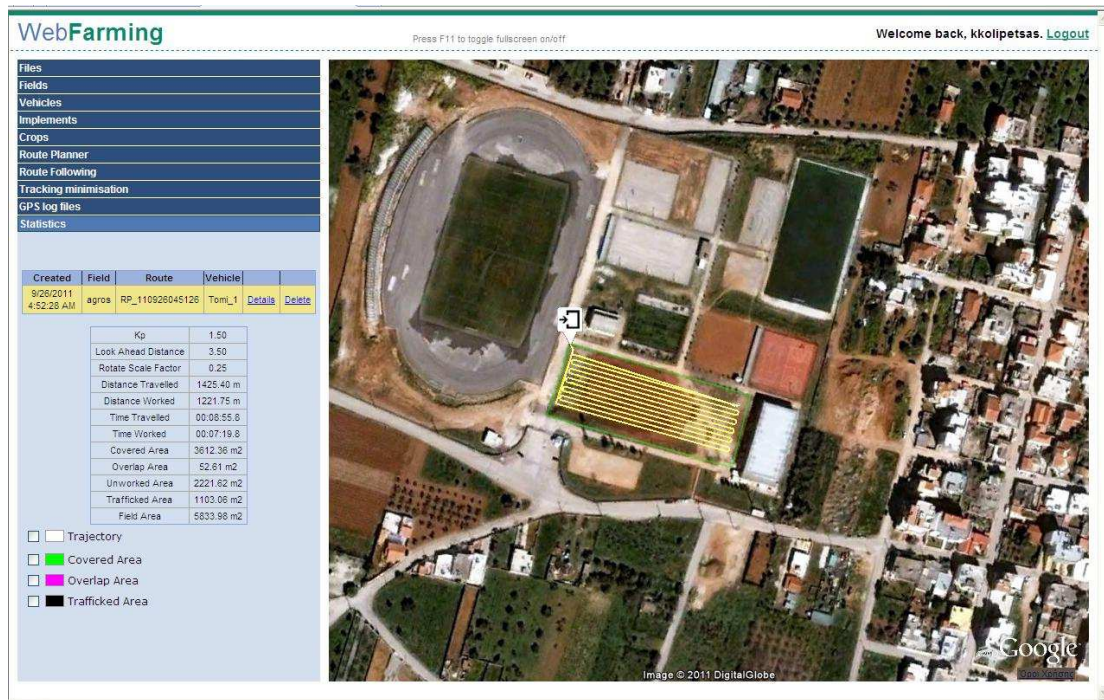 WebFarming
Press F11 to toggle fullscreen on/off
Welcome back, kkolipetsas. Logout
Files
Fields
Vehicles
Implements
Crops
Route Planner
Route Following
Tracking minimisation
GPS log files
Statistics
Created Field Route Vehicle
9/26/2011 4:52:28 AM agros RP_110926045126 Tomi_1 Details Delete
Kp 1.50
Look Ahead Distance 3.50
Rotate Scale Factor 0.25
Distance Travelled 1425.40 m
Distance Worked 1221.75 m
Time Travelled 00:08:55.8
Time Worked 00:07:19.8
Covered Area 3612.36 m2
Overlap Area 52.61 m2
Unworked Area 2221.62 m2
Trafficked Area 1103.06 m2
Field Area 5833.98 m2
Trajectory
Covered Area
Overlap Area
Trafficked Area
Google
Image © 2011 DigitalGlobe
Όροι Χρήσης